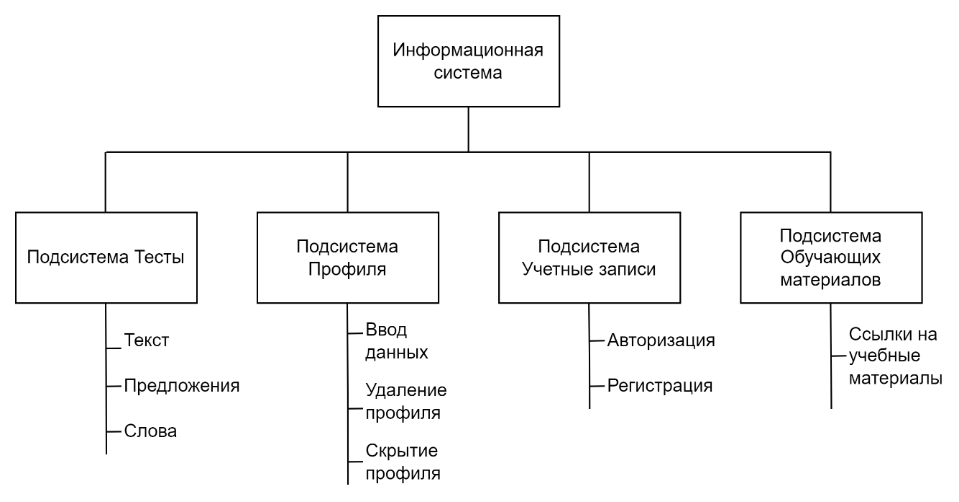 Информационная
система
Подсистема Тесты
Подсистема
Профиля
Подсистема
Учетные записи
Подсистема
Обучающих
материалов
Текст
Предложения
Слова
Ввод
данных
Удаление
профиля
Скрытие
профиля
Авторизация
Регистрация
Ссылки на
учебные
материалы